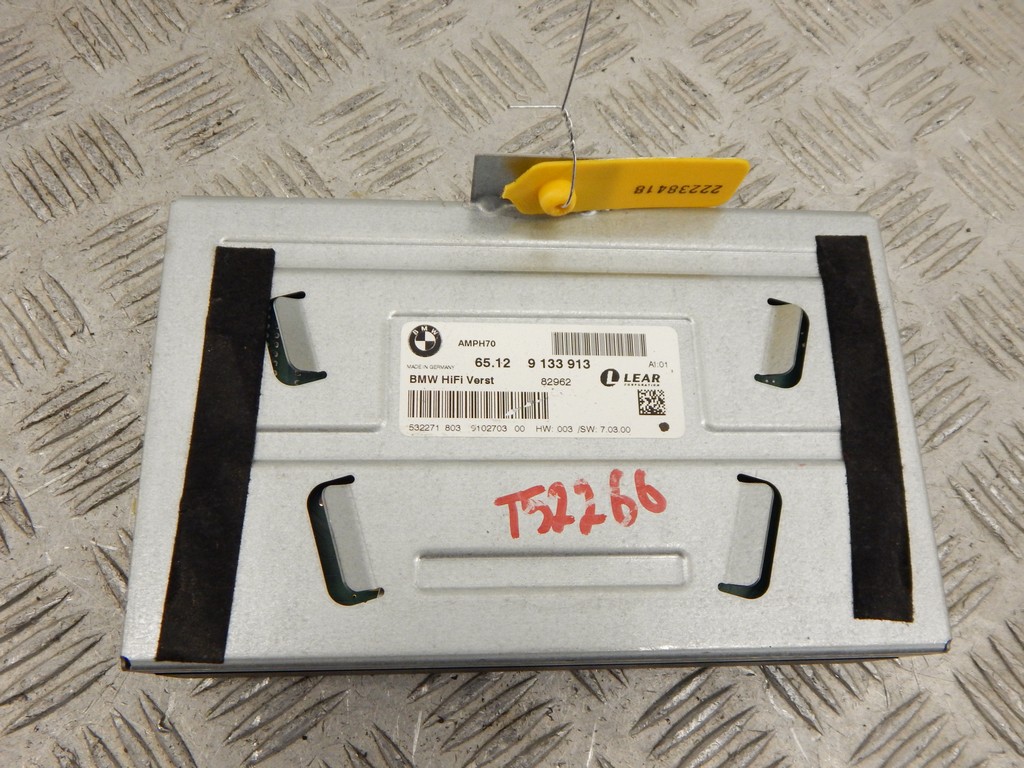 22238418
BMW
AMPH70
MADE IN GERMANY
65.12 9 133 913
AI:01
BMW HiFi Verst
82962
L LEAR
CORPORATION
532271 803 9102703 00 HW: 003 /SW: 7.03.00
T52266